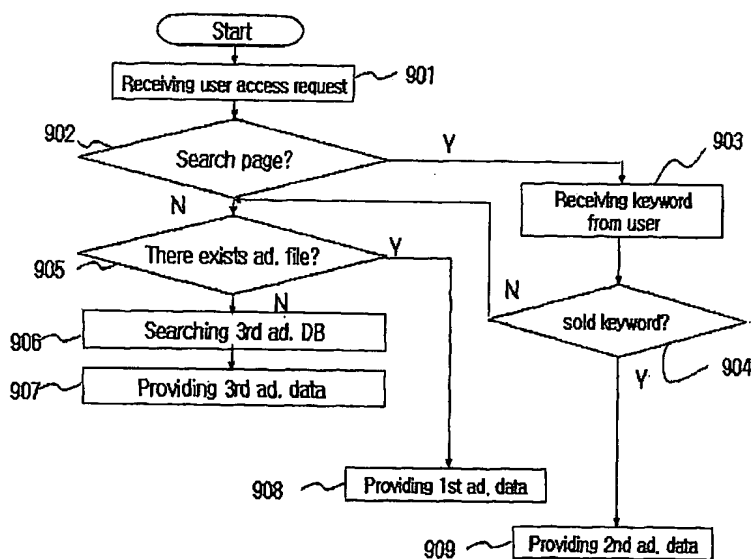 Start
Receiving user access request
901
902
Search page?
Y
903
N
Receiving keyword
from user
There exists ad. file?
Y
905
N
N
sold keyword?
Searching 3rd ad. DB
906
904
Y
Providing 3rd ad. data
907
Providing 1st ad. data
908
Providing 2nd ad. data
909